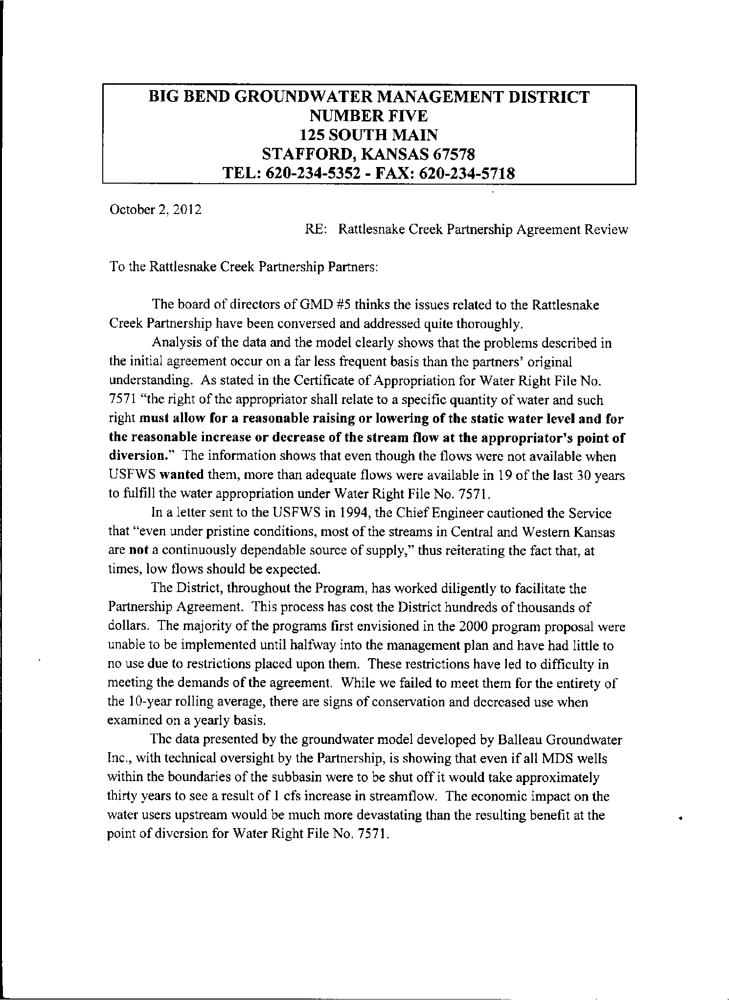 BIG BEND GROUNDWATER MANAGEMENT DISTRICT
NUMBER FIVE
125 SOUTH MAIN
STAFFORD, KANSAS 67578
TEL: 620-234-5352 - FAX: 620-234-5718
October 2, 2012
RE: Rattlesnake Creek Partnership Agreement Review
To the Rattlesnake Creek Partnership Partners:
The board of directors of GMD #5 thinks the issues related to the Rattlesnake
Creek Partnership have been conversed and addressed quite thoroughly.
Analysis of the data and the model clearly shows that the problems described in
the initial agreement occur on a far less frequent basis than the partners’ original
understanding. As stated in the Certificate of Appropriation for Water Right File No.
7571 “the right of the appropriator shall relate to a specific quantity of water and such
right must allow for a reasonable raising or lowering of the static water level and for
the reasonable increase or decrease of the stream flow at the appropriator’s point of
diversion.” The information shows that even though the flows were not available when
USFWS wanted them, more than adequate flows were available in 19 of the last 30 years
to fulfill the water appropriation under Water Right File No. 7571.
In a letter sent to the USFWS in 1994, the Chief Engineer cautioned the Service
that “even under pristine conditions, most of the streams in Central and Western Kansas
are not a continuously dependable source of supply,” thus reiterating the fact that, at
times, low flows should be expected.
The District, throughout the Program, has worked diligently to facilitate the
Partnership Agreement. This process has cost the District hundreds of thousands of
dollars. The majority of the programs first envisioned in the 2000 program proposal were
unable to be implemented until halfway into the management plan and have had little to
no use due to restrictions placed upon them. These restrictions have led to difficulty in
meeting the demands of the agreement. While we failed to meet them for the entirety of
the 10-year rolling average, there are signs of conservation and decreased use when
examined on a yearly basis.
The data presented by the groundwater model developed by Balleau Groundwater
Inc., with technical oversight by the Partnership, is showing that even if all MDS wells
within the boundaries of the subbasin were to be shut off it would take approximately
thirty years to see a result of 1 cfs increase in streamflow. The economic impact on the
water users upstream would be much more devastating than the resulting benefit at the
point of diversion for Water Right File No. 7571.